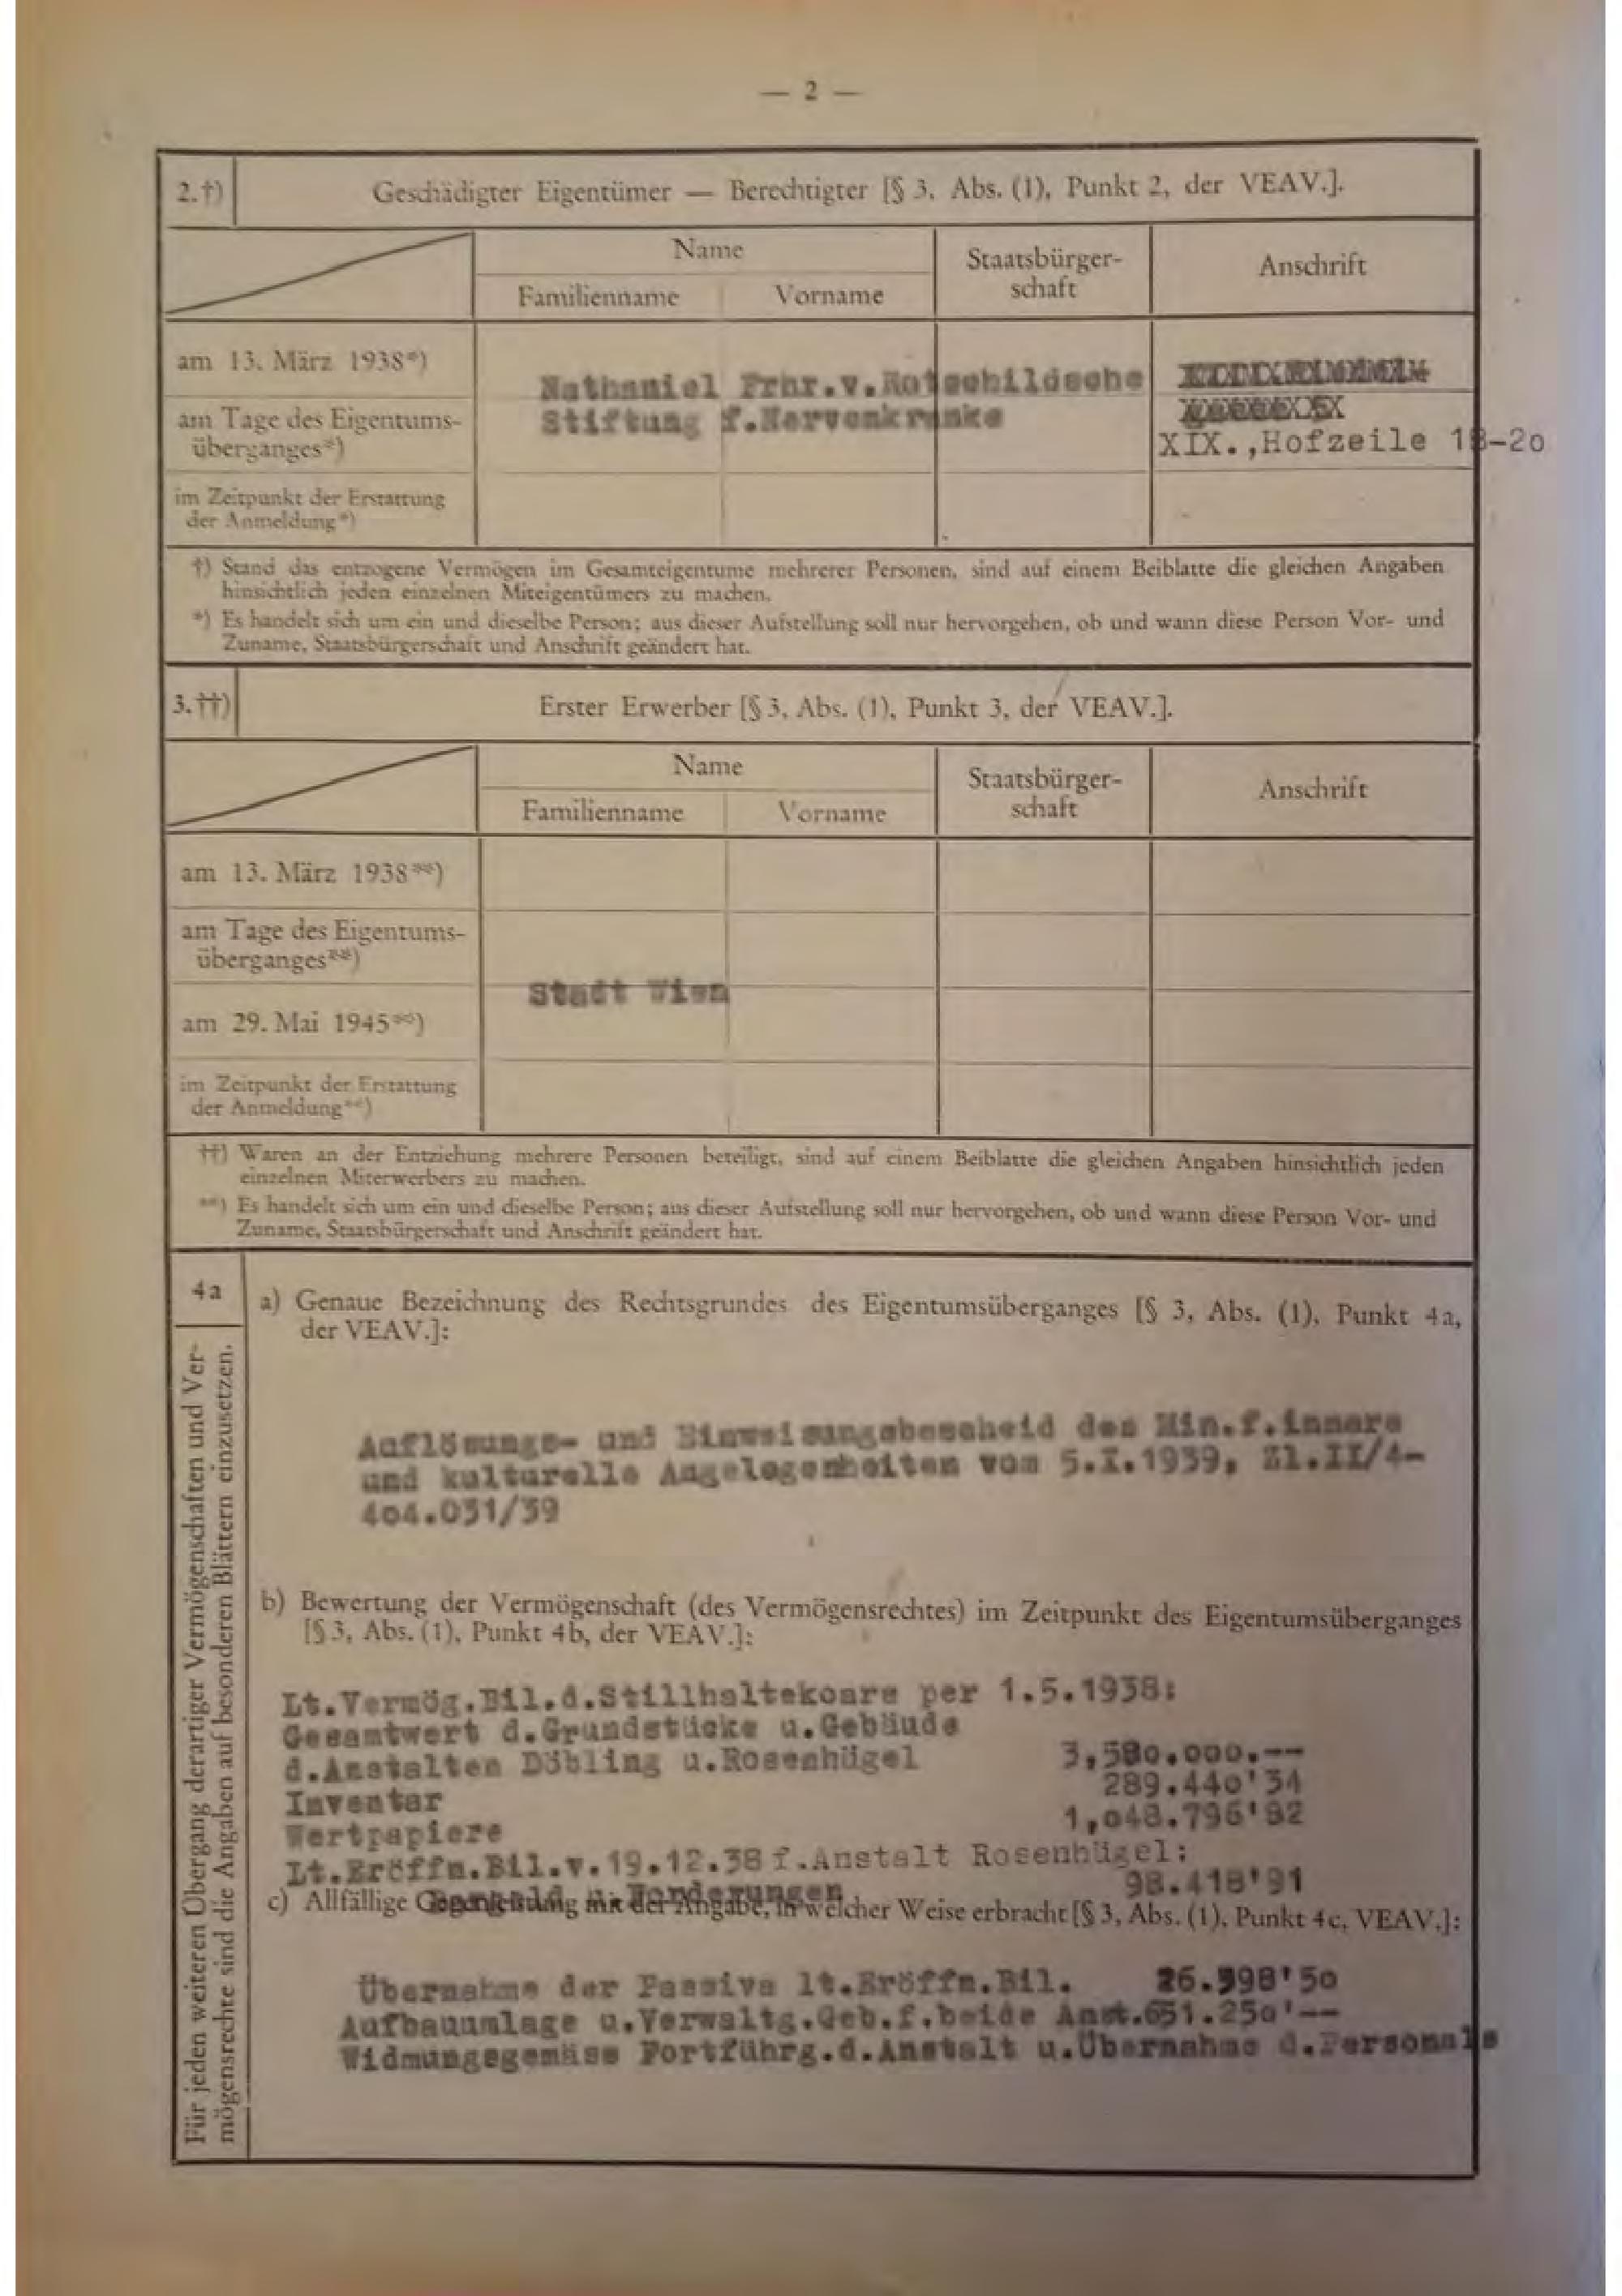 — 2 —
2.†)
Geschädigter Eigentümer — Berechtigter [§ 3, Abs. (1), Punkt 2, der VEAV.].
Name
Staatsbürger-
schaft
Anschrift
Familienname
Vorname
am 13. März 1938*)
am Tage des Eigentums-
überganges*)
Nathaniel Frhr.v.Rotschildsche
Stiftung f.Nervenkranke
XIX.,Hofzeile 18-2o
im Zeitpunkt der Erstattung
der Anmeldung*)
†) Stand das entzogene Vermögen im Gesamteigentume mehrerer Personen, sind auf einem Beiblatte die gleichen Angaben
hinsichtlich jeden einzelnen Miteigentümers zu machen.
*) Es handelt sich um ein und dieselbe Person; aus dieser Aufstellung soll nur hervorgehen, ob und wann diese Person Vor- und
Zuname, Staatsbürgerschaft und Anschrift geändert hat.
3.††)
Erster Erwerber [§ 3, Abs. (1), Punkt 3, der VEAV.].
Name
Staatsbürger-
schaft
Anschrift
Familienname
Vorname
am 13. März 1938**)
am Tage des Eigentums-
überganges**)
Stadt Wien
am 29. Mai 1945**)
im Zeitpunkt der Erstattung
der Anmeldung**)
††) Waren an der Entziehung mehrere Personen beteiligt, sind auf einem Beiblatte die gleichen Angaben hinsichtlich jeden
einzelnen Miterwerbers zu machen.
**) Es handelt sich um ein und dieselbe Person; aus dieser Aufstellung soll nur hervorgehen, ob und wann diese Person Vor- und
Zuname, Staatsbürgerschaft und Anschrift geändert hat.
4a
Für jeden weiteren Übergang derartiger Vermögenschaften und Ver-
mögensrechte sind die Angaben auf besonderen Blättern einzusetzen.
a) Genaue Bezeichnung des Rechtsgrundes des Eigentumsüberganges [§ 3, Abs. (1), Punkt 4a,
der VEAV.]:
Auflösungs- und Einweisungsbescheid des Min.f.innere
und kulturelle Angelegenheiten vom 5.I.1939, Zl.II/4-
4o4.031/39
b) Bewertung der Vermögenschaft (des Vermögensrechtes) im Zeitpunkt des Eigentumsüberganges
[§ 3, Abs. (1), Punkt 4b, der VEAV.]:
Lt.Vermög.Bil.d.Stillhaltekoare per 1.5.1938:
Gesamtwert d.Grundstücke u.Gebäude
d.Anstalten Döbling u.Rosenhügel 3,580.000.--
Inventar 289.440'34
Wertpapiere 1,o48.796'82
Lt.Eröffn.Bil.v.19.12.38 f.Anstalt Rosenhügel:
Bargeld u. Forderungen 98.418'91
c) Allfällige Gegenleistung mit der Angabe, in welcher Weise erbracht [§ 3, Abs. (1), Punkt 4c, VEAV.]:
Übernahme der Passiva lt.Eröffn.Bil. 26.998'5o
Aufbauumlage u.Verwaltg.Geb.f.beide Anst.651.25o'--
Widmungsgemäss Fortführg.d.Anstalt u.Übernahme d.Personals